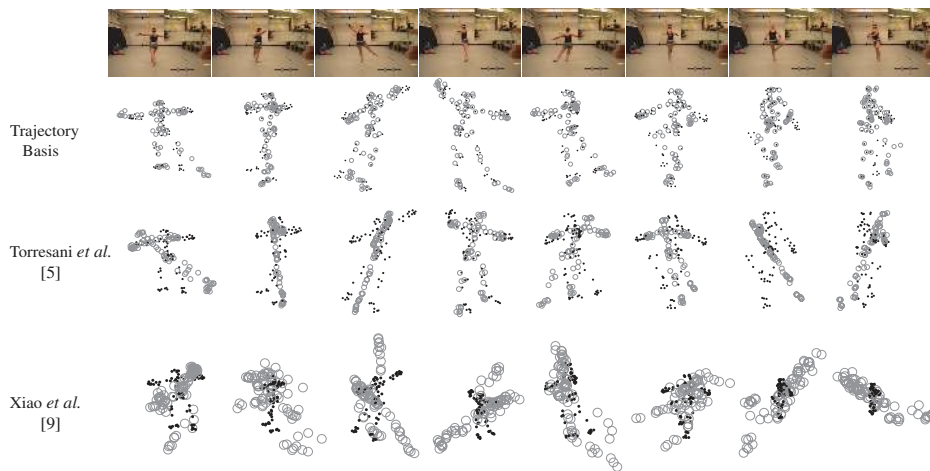 Trajectory
Basis
Torresani et al.
[5]
Xiao et al.
[9]